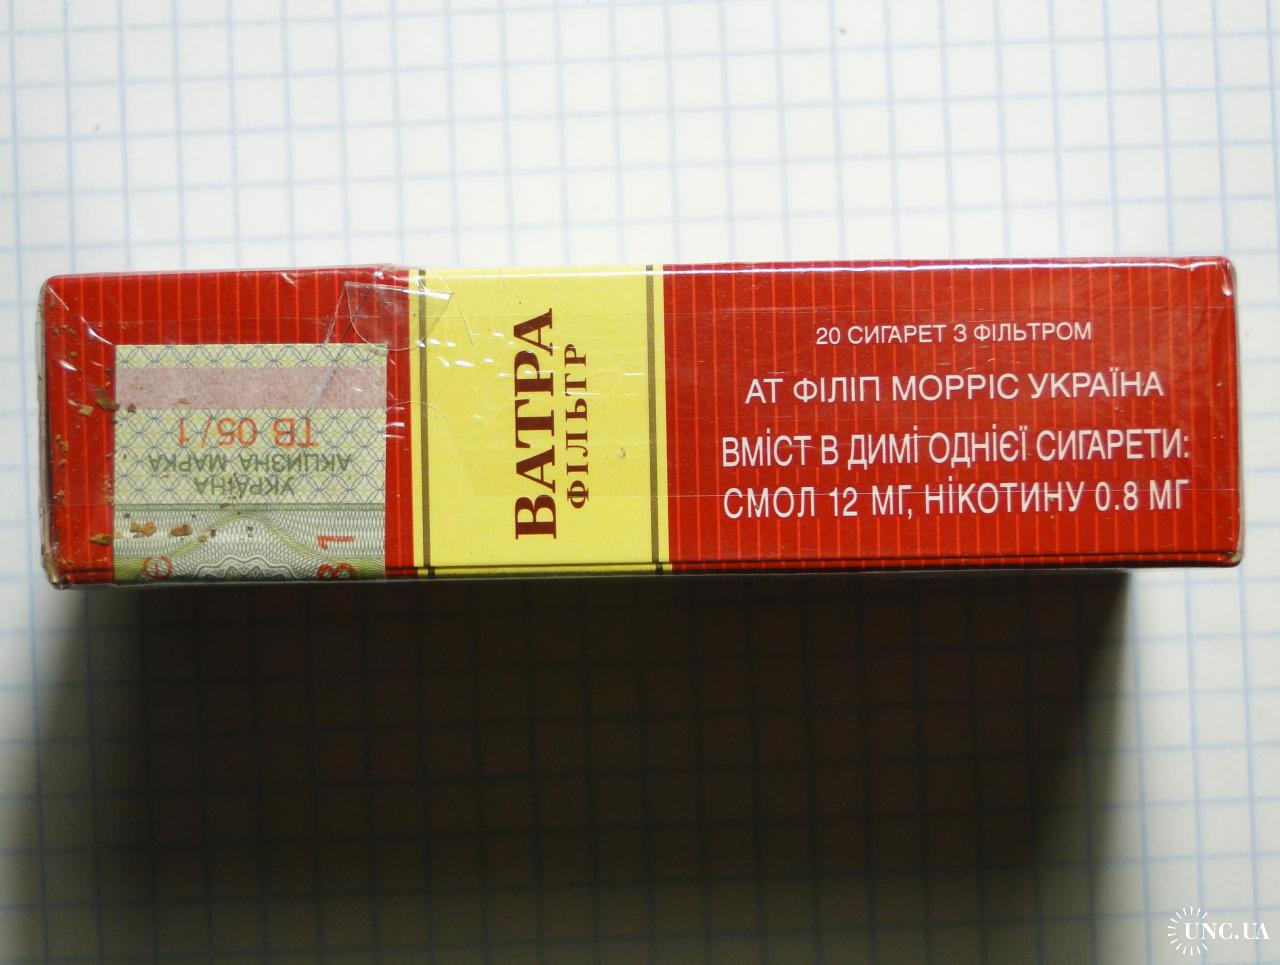 20 СИГАРЕТ З ФІЛЬТРОМ
АТ ФІЛІП МОРРІС УКРАЇНА
ВМІСТ В ДИМІ ОДНІЄЇ СИГАРЕТИ:
СМОЛ 12 МГ, НІКОТИНУ 0.8 МГ
ВАТРА
ФІЛЬТР
УКРАЇНА
АКЦИЗНА МАРКА
ТВ 05/1
UNC.UA